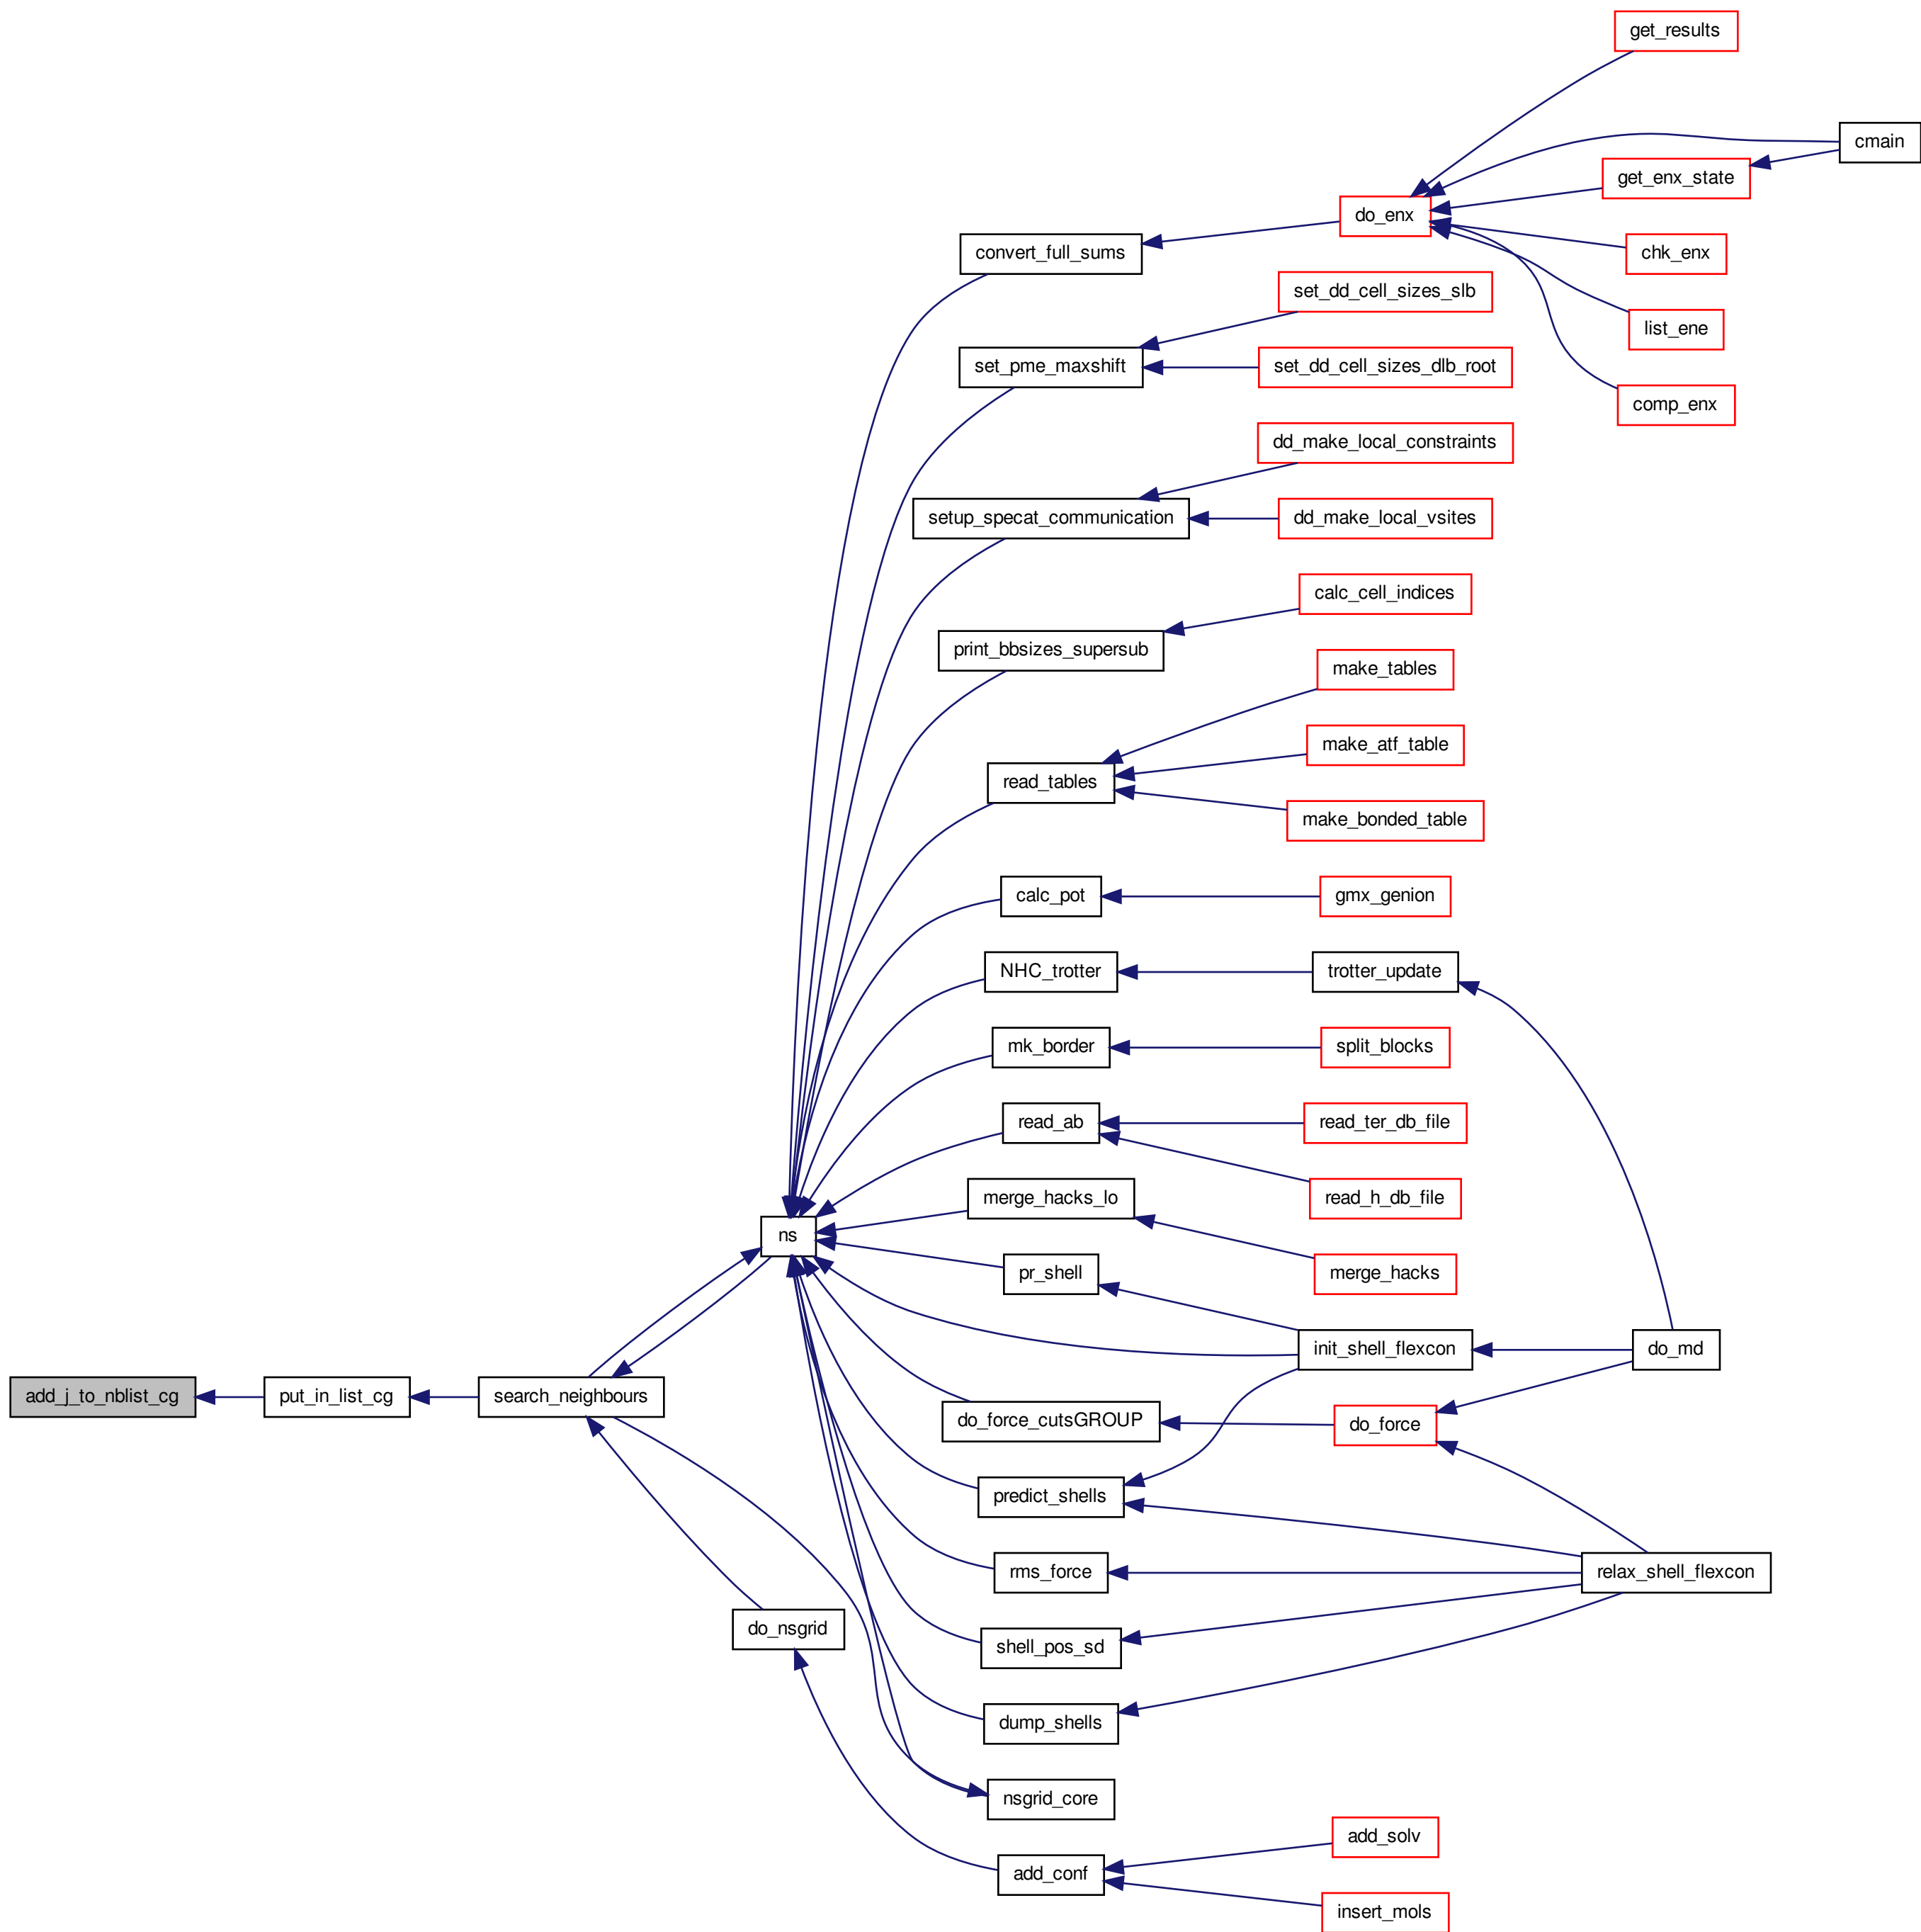 get_results
cmain
get_enx_state
do_enx
convert_full_sums
chk_enx
set_dd_cell_sizes_slb
list_ene
set_pme_maxshift
set_dd_cell_sizes_dlb_root
comp_enx
dd_make_local_constraints
setup_specat_communication
dd_make_local_vsites
calc_cell_indices
print_bbsizes_supersub
make_tables
make_atf_table
read_tables
make_bonded_table
calc_pot
gmx_genion
NHC_trotter
trotter_update
mk_border
split_blocks
read_ab
read_ter_db_file
merge_hacks_lo
read_h_db_file
ns
pr_shell
merge_hacks
init_shell_flexcon
do_md
add_j_to_nblist_cg
put_in_list_cg
search_neighbours
do_force_cutsGROUP
do_force
predict_shells
rms_force
relax_shell_flexcon
do_nsgrid
shell_pos_sd
dump_shells
nsgrid_core
add_solv
add_conf
insert_mols